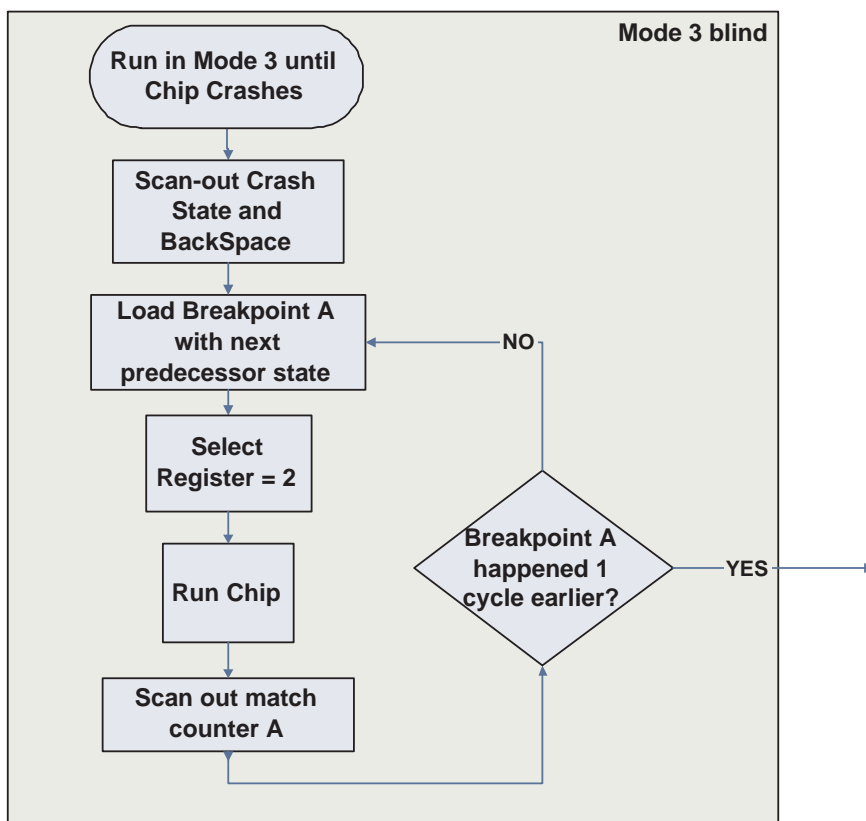 Mode 3 blind
Run in Mode 3 until
Chip Crashes
Scan-out Crash
State and
BackSpace
Load Breakpoint A
with next
predecessor state
NO
Select
Register = 2
Breakpoint A
happened 1
cycle earlier?
YES
Run Chip
Scan out match
counter A